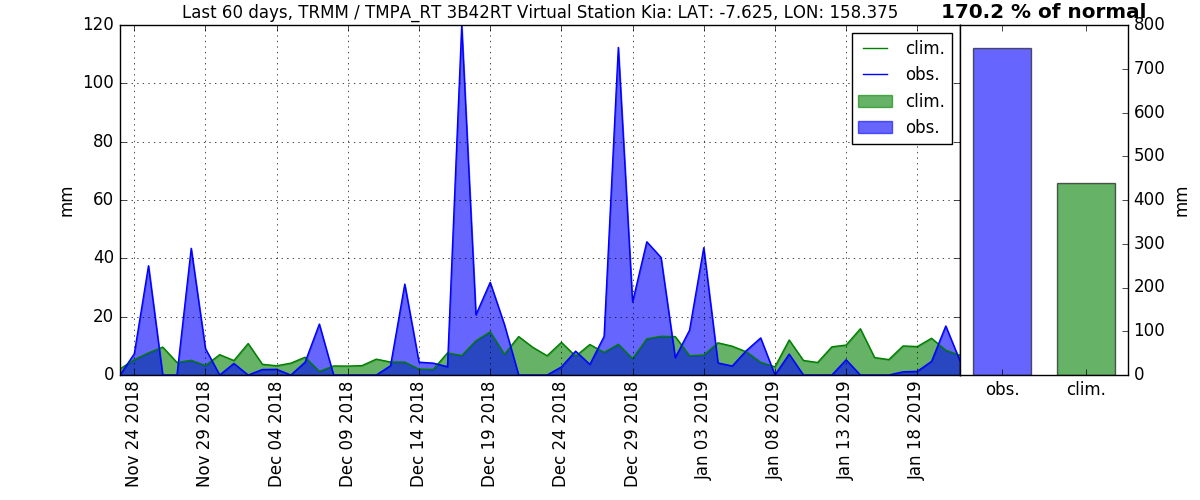 Last 60 days, TRMM / TMPA_RT 3B42RT Virtual Station Kia: LAT: -7.625, LON: 158.375
170.2 % of normal
120
100
80
60
40
20
0
mm
clim.
obs.
clim.
obs.
800
700
600
500
400
300
200
100
0
mm
obs.
clim.
Nov 24 2018
Nov 29 2018
Dec 04 2018
Dec 09 2018
Dec 14 2018
Dec 19 2018
Dec 24 2018
Dec 29 2018
Jan 03 2019
Jan 08 2019
Jan 13 2019
Jan 18 2019